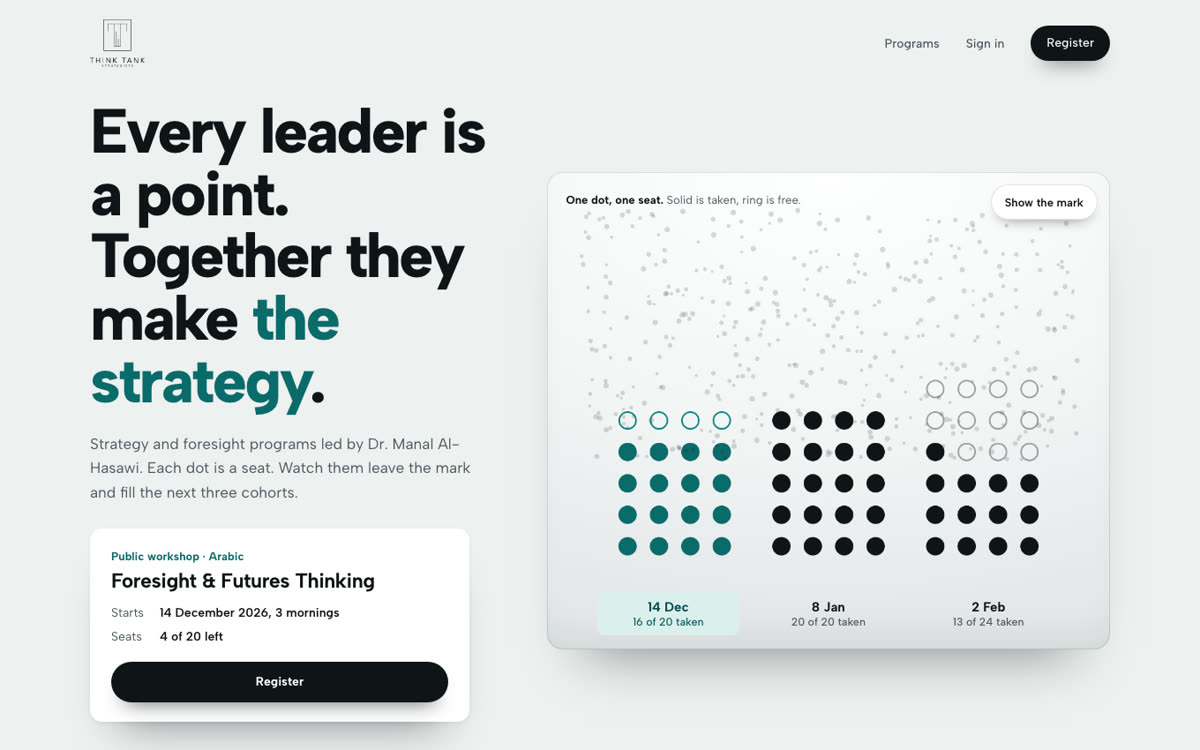 THINK TANK
STRATEGISTS
Programs
Sign in
Register
Every leader is
a point.
Together they
make the
strategy.
Strategy and foresight programs led by Dr. Manal Al-
Hasawi. Each dot is a seat. Watch them leave the mark
and fill the next three cohorts.
Public workshop · Arabic
Foresight & Futures Thinking
Starts 14 December 2026, 3 mornings
Seats 4 of 20 left
Register
One dot, one seat. Solid is taken, ring is free.
Show the mark
14 Dec
16 of 20 taken
8 Jan
20 of 20 taken
2 Feb
13 of 24 taken